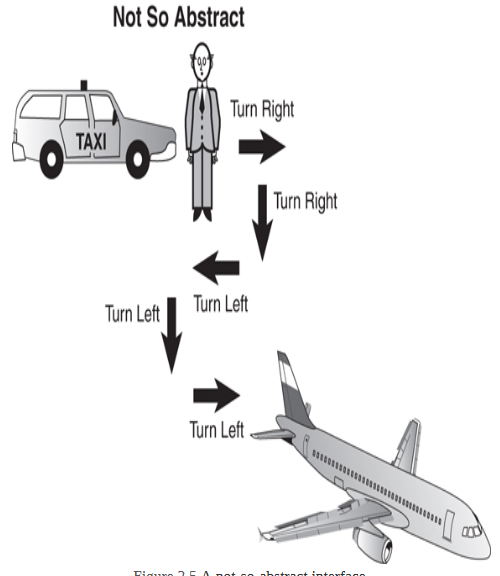 Not So Abstract
TAXI
Turn Right
Turn Right
Turn Left
Turn Left
Turn Left
Figure 2.5 A not-so-abstract interface.